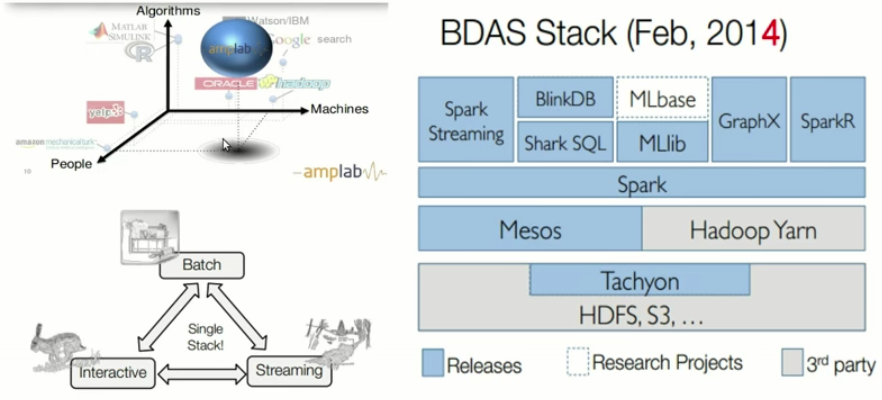 Algorithms
MATLAB
SIMULINK
Watson/IBM
R
amplab
Google search
ORACLE
hadoop
Machines
yelp
amazon mechanical turk
People
10
amplab
Batch
Single
Stack!
Interactive
Streaming
BDAS Stack (Feb, 2014)
Spark
Streaming
BlinkDB
Shark SQL
MLbase
MLlib
GraphX
SparkR
Spark
Mesos
Hadoop Yarn
Tachyon
HDFS, S3, ...
Releases
Research Projects
3rd party